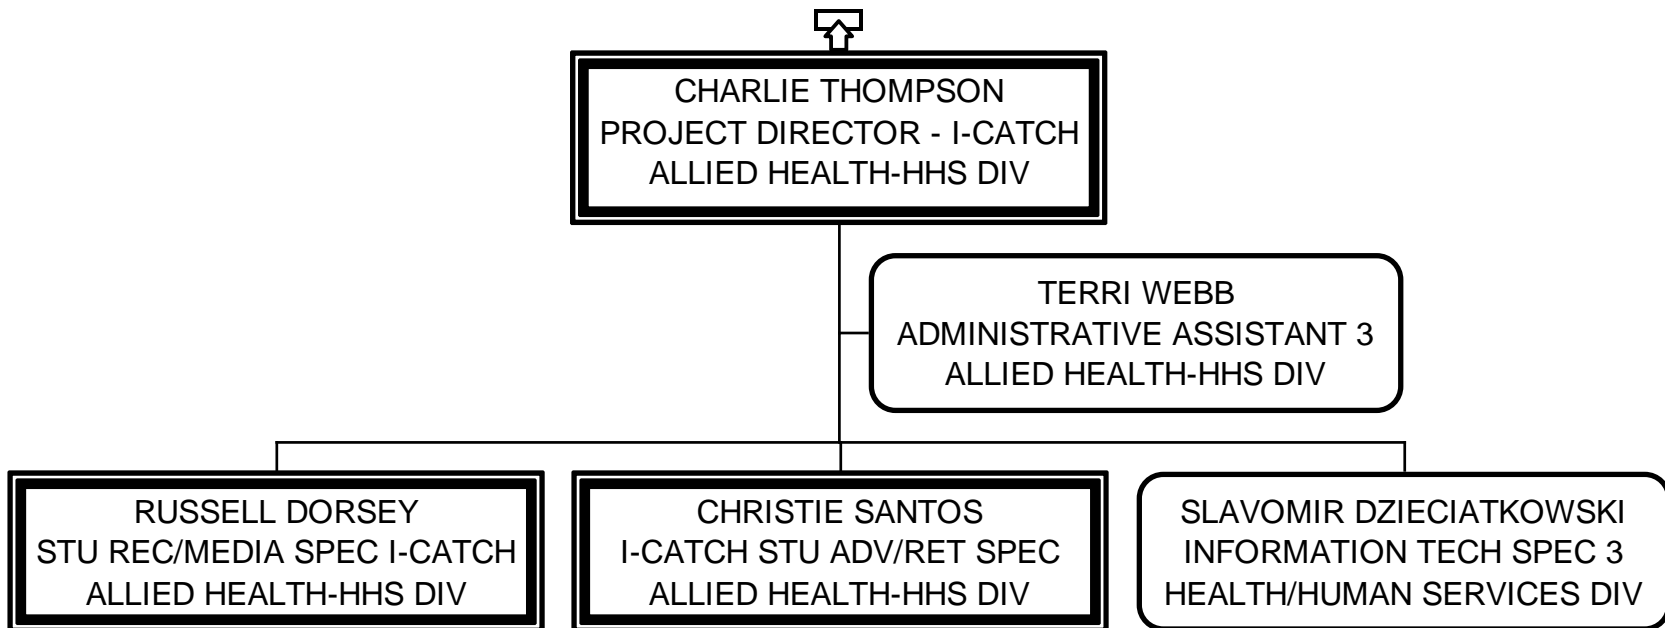 CHARLIE THOMPSON
PROJECT DIRECTOR - I-CATCH
ALLIED HEALTH-HHS DIV
TERRI WEBB
ADMINISTRATIVE ASSISTANT 3
ALLIED HEALTH-HHS DIV
RUSSELL DORSEY
STU REC/MEDIA SPEC I-CATCH
ALLIED HEALTH-HHS DIV
CHRISTIE SANTOS
I-CATCH STU ADV/RET SPEC
ALLIED HEALTH-HHS DIV
SLAVOMIR DZIECIATKOWSKI
INFORMATION TECH SPEC 3
HEALTH/HUMAN SERVICES DIV